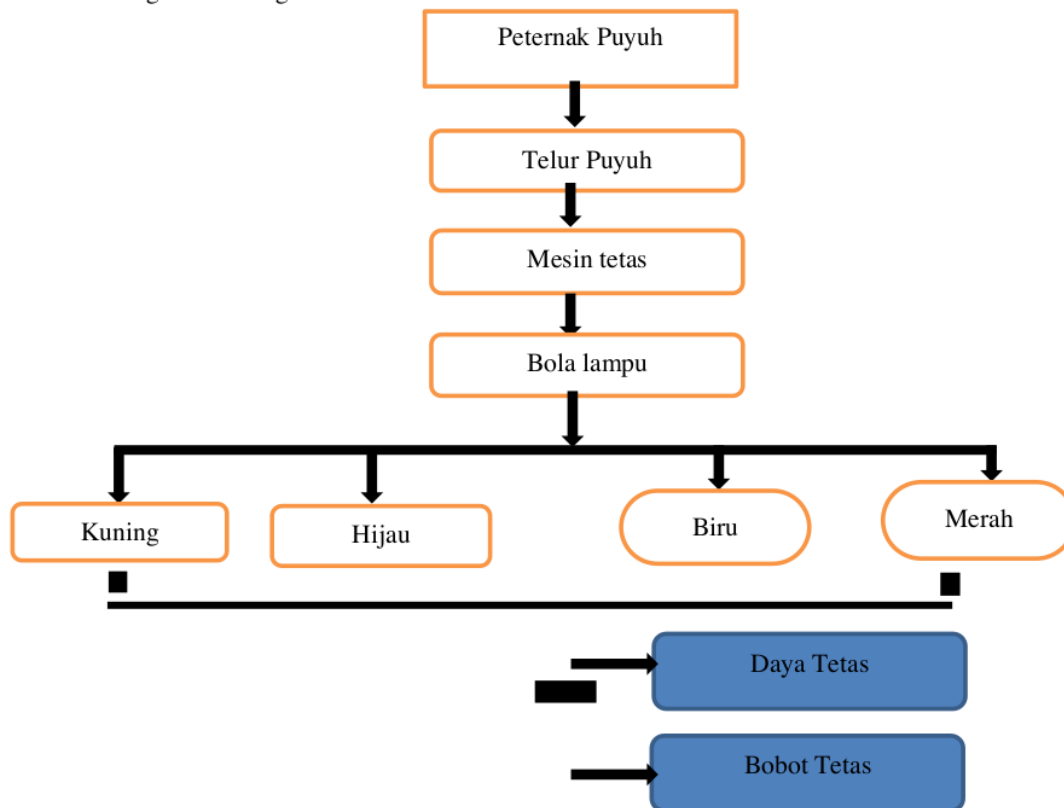 Peternak Puyuh
Telur Puyuh
Mesin tetas
Bola lampu
Kuning
Hijau
Biru
Merah
Daya Tetas
Bobot Tetas